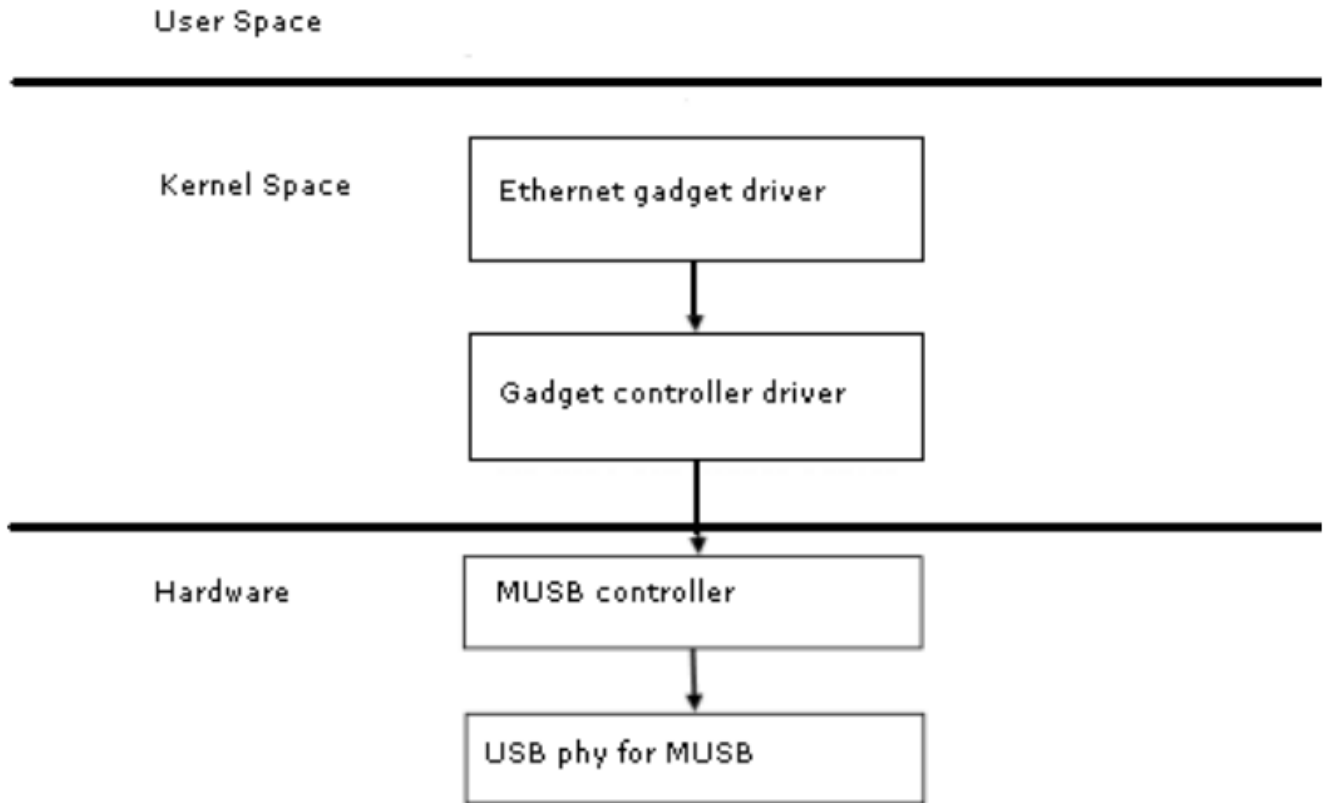 User Space
Kernel Space
Ethernet gadget driver
Gadget controller driver
Hardware
MUSB controller
USB phy for MUSB